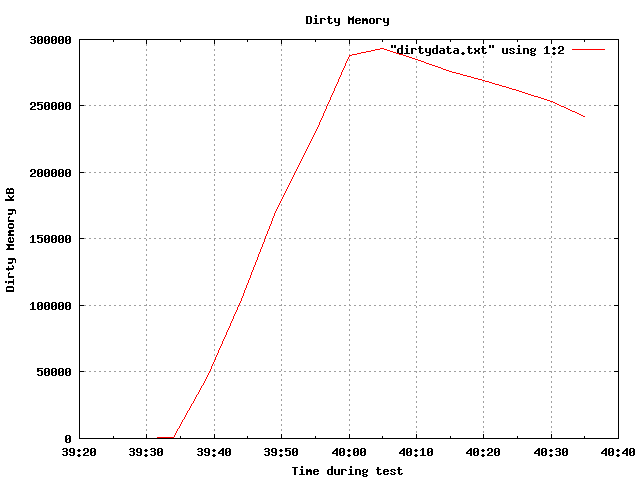 Dirty Memory
300000
"dirtydata.txt" using 1:2
250000
200000
150000
100000
50000
0
Dirty Memory kB
39:20 39:30 39:40 39:50 40:00 40:10 40:20 40:30 40:40
Time during test